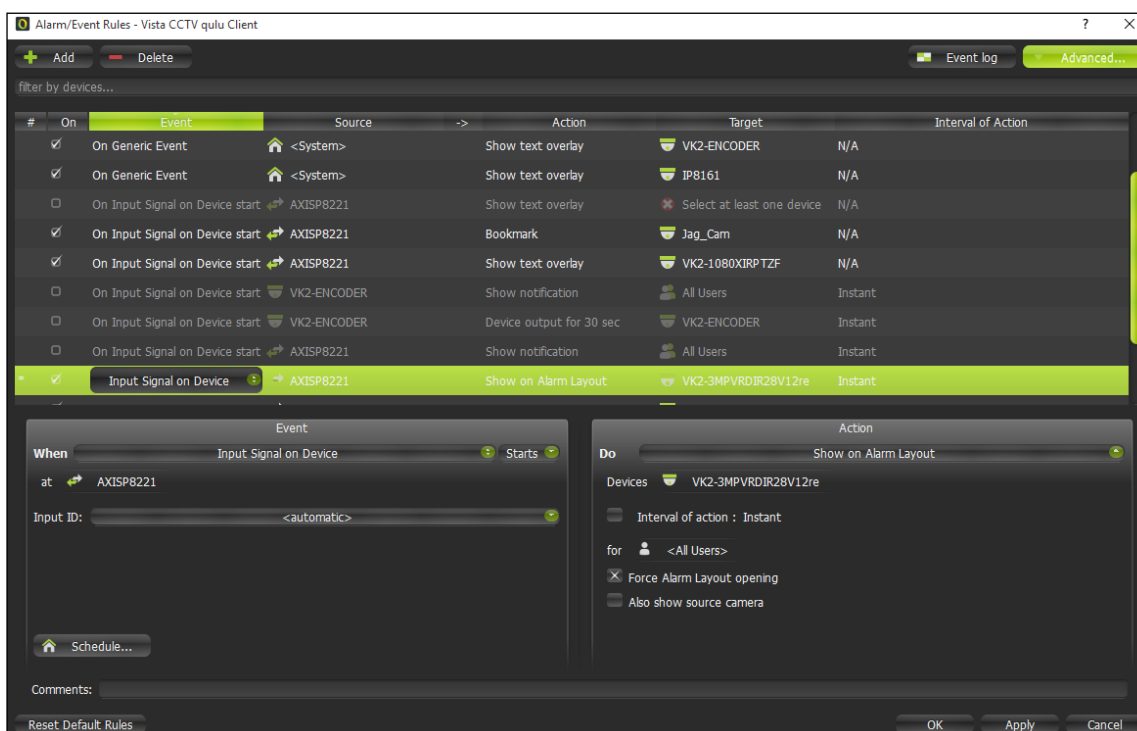 Alarm/Event Rules - Vista CCTV qulu Client ?
Add Delete Event log Advanced...
filter by devices...
# On Event Source -> Action Target Interval of Action
On Generic Event <System> Show text overlay VK2-ENCODER N/A
On Generic Event <System> Show text overlay IP8161 N/A
On Input Signal on Device start AXISP8221 Show text overlay Select at least one device N/A
On Input Signal on Device start AXISP8221 Bookmark Jag_Cam N/A
On Input Signal on Device start AXISP8221 Show text overlay VK2-1080XIRPTZF N/A
On Input Signal on Device start VK2-ENCODER Show notification All Users Instant
On Input Signal on Device start VK2-ENCODER Device output for 30 sec VK2-ENCODER Instant
On Input Signal on Device start AXISP8221 Show notification All Users Instant
* Input Signal on Device AXISP8221 Show on Alarm Layout VK2-3MPVRDIR28V12re Instant
Event
When Input Signal on Device Starts
at AXISP8221
Input ID: <automatic>
Schedule...
Action
Do Show on Alarm Layout
Devices VK2-3MPVRDIR28V12re
Interval of action : Instant
for <All Users>
Force Alarm Layout opening
Also show source camera
Comments:
Reset Default Rules OK Apply Cancel